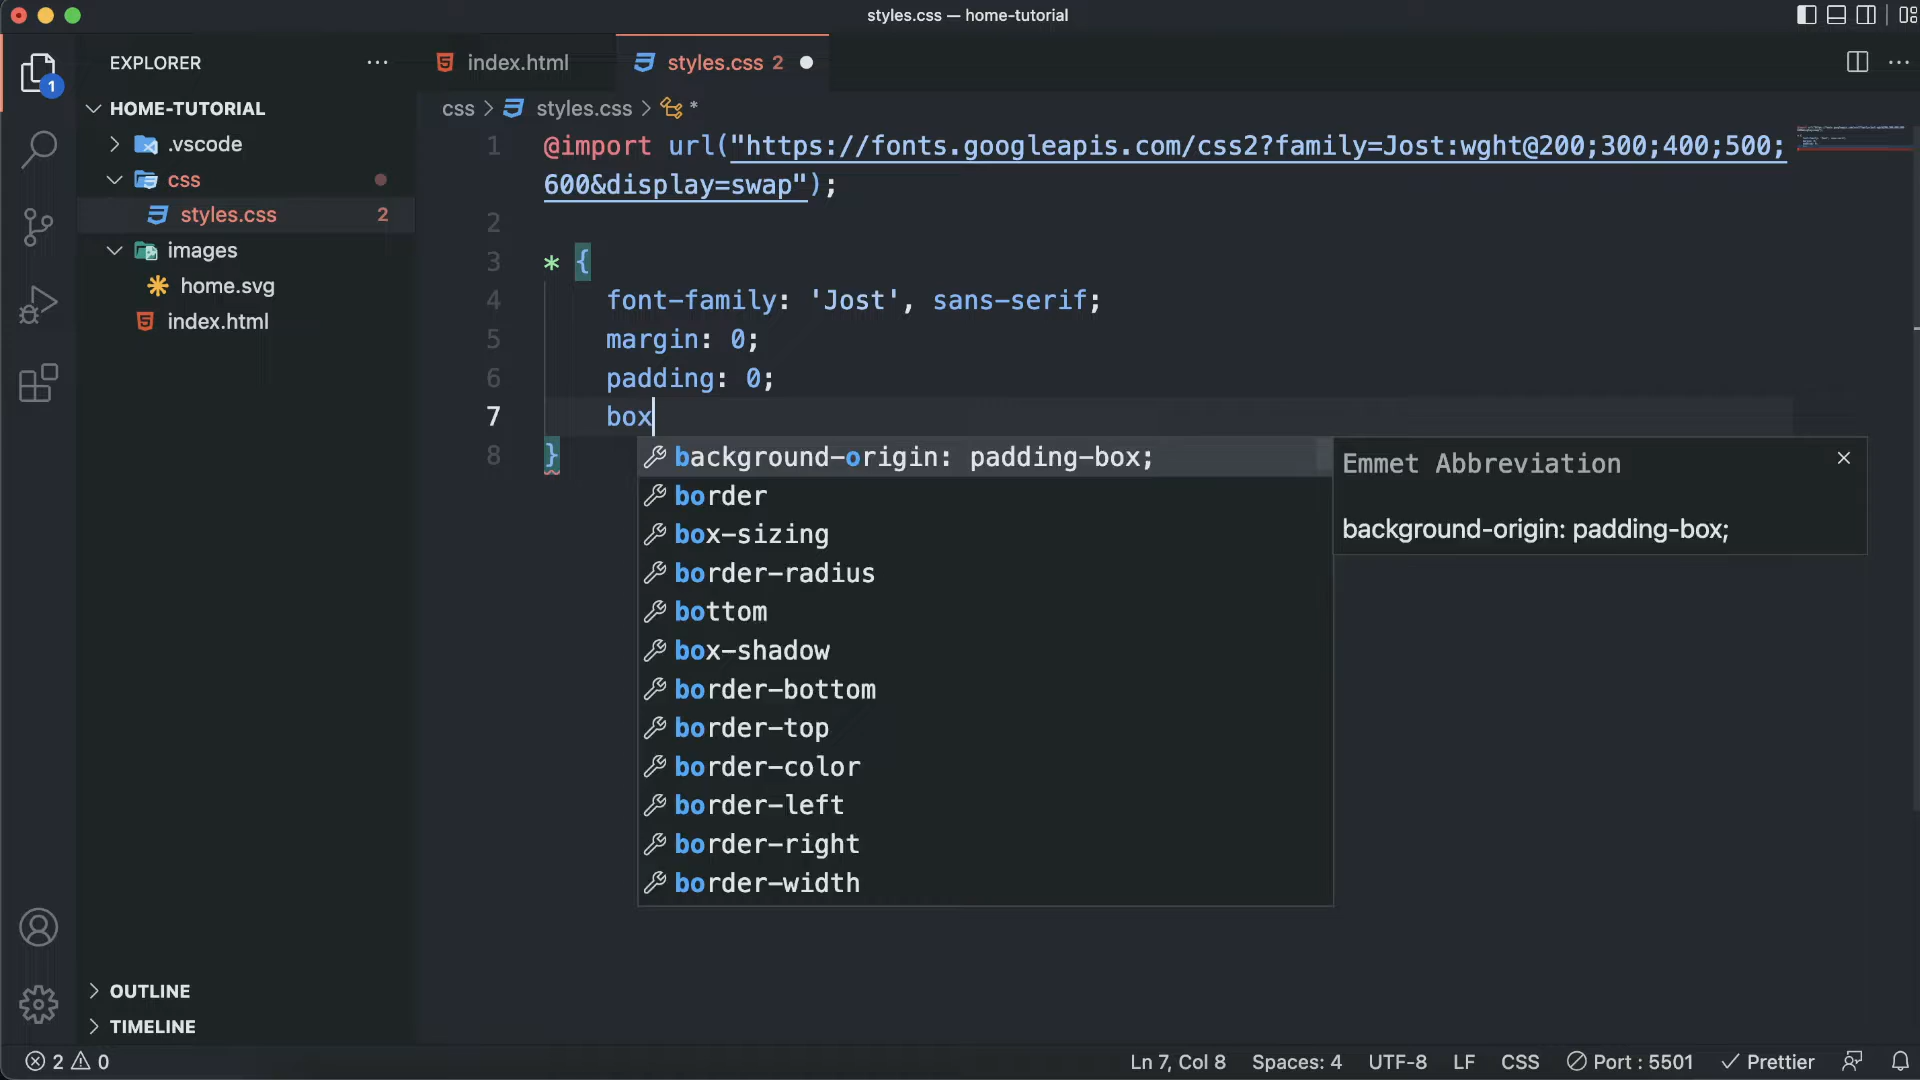 styles.css — home-tutorial
EXPLORER
index.html
styles.css 2
1
HOME-TUTORIAL
css > styles.css > *
.vscode
css
styles.css 2
images
home.svg
index.html
1 @import url("https://fonts.googleapis.com/css2?family=Jost:wght@200;300;400;500;
600&display=swap");
2
3 * {
4 font-family: 'Jost', sans-serif;
5 margin: 0;
6 padding: 0;
7 box
8 }
background-origin: padding-box;
border
box-sizing
border-radius
bottom
box-shadow
border-bottom
border-top
border-color
border-left
border-right
border-width
Emmet Abbreviation
background-origin: padding-box;
OUTLINE
TIMELINE
2 0
Ln 7, Col 8 Spaces: 4 UTF-8 LF CSS Port : 5501 Prettier